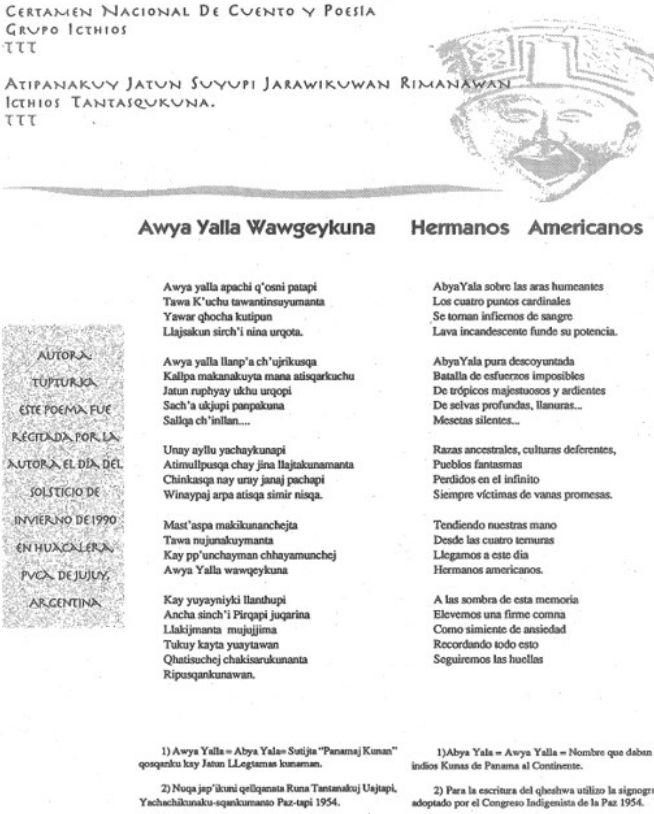 CERTAMEN NACIONAL DE CUENTO Y POESÍA
GRUPO ICTHIOS
TTT
ATIPANAKUY JATUN SUYUPI JARAWIKUWAN RIMANAWAN
ICTHIOS TANTASQUKUNA.
TTT
Awya Yalla Wawgeykuna
Awya yalla apachi q'osni patapi
Tawa K'uchu tawantinsuyumanta
Yawar qhocha kutipun
Llajsakun sirch'i nina urqota.
Awya yalla llanp'a ch'ujrikusqa
Kallpa makanakuyta mana atisqarkuchu
Jatun ruphayay ukhu urqopi
Sach'a ukjupi panpakuna
Sallqa ch'inllan....
Unay ayllu yachaykunapi
Atimullpusqa chay jina llajtakunamanta
Chinkasqa nay uray janaj pachapi
Winaypaj arpa atisqa simir nisqa.
Mast'aspa makikunanchejta
Tawa nujunakuymanta
Kay pp'unchayman chhayamunchej
Awya Yalla wawqeykuna
Kay yuyayniyki llanthupi
Ancha sinch'i Pirqapi juqarina
Llakijmanta mujujjima
Tukuy kayta yuaytawan
Qhatisuchej chakisarukunanta
Ripusqankunawan.
1) Awya Yalla = Abya Yala= Sutijta "Panamaj Kunan"
qosqanku kay Jatun LLegtamas kunaman.
2) Nuqa jap'ikuni qellqanata Runa Tantanakuj Uajtapi,
Yachachikunaku-sqankumanto Paz-tapi 1954.
Hermanos Americanos
AbyaYala sobre las aras humeantes
Los cuatro puntos cardinales
Se toman infiernos de sangre
Lava incandescente funde su potencia.
AbyaYala pura descoyuntada
Batalla de esfuerzos imposibles
De trópicos majestuosos y ardientes
De selvas profundas, llanuras...
Mesetas silentes...
Razas ancestrales, culturas deferentes,
Pueblos fantasmas
Perdidos en el infinito
Siempre víctimas de vanas promesas.
Tendiendo nuestras mano
Desde las cuatro ternuras
Llegamos a este dia
Hermanos americanos.
A las sombra de esta memoria
Elevemos una firme comna
Como simiente de ansiedad
Recordando todo esto
Seguiremos las huellas
1)Abya Yala = Awya Yalla = Nombre que daban
indios Kunas de Panama al Continente.
2) Para la escritura del qheshwa utilizo la signogra
adoptado por el Congreso Indigenista de la Paz 1954.
AUTORA:
TUPTURKA
ESTE POEMA FUE
RECITADA POR LA
AUTORA EL DÍA DEL
SOLSTICIO DE
INVIERNO DE 1990
EN HUACALERA,
PVCA. DE JUJUY,
ARGENTINA